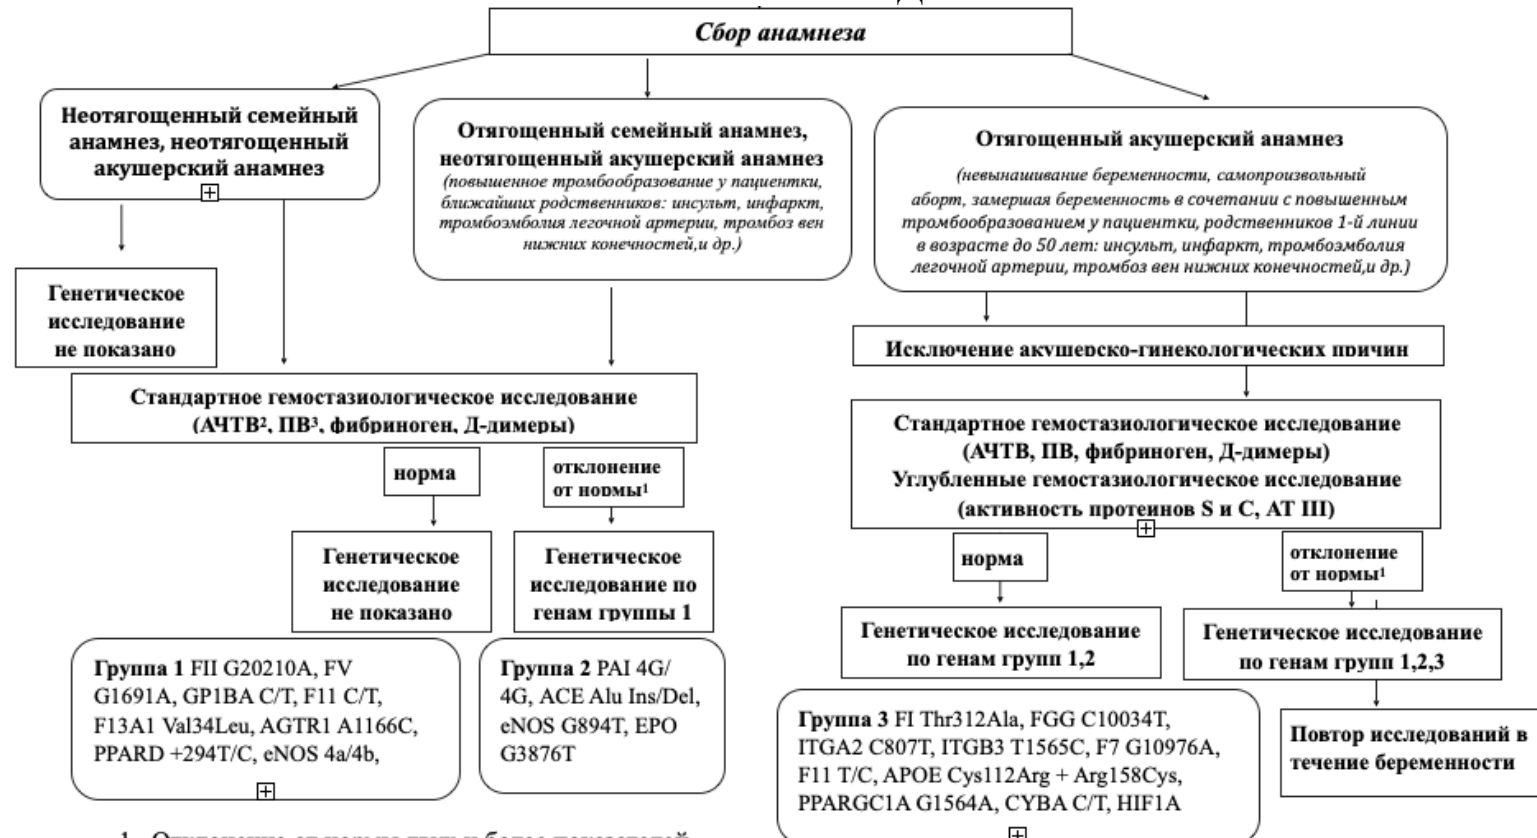 Сбор анамнеза
Неотягощенный семейный
анамнез, неотягощенный
акушерский анамнез
Отягощенный семейный анамнез,
неотягощенный акушерский анамнез
(повышенное тромбообразование у пациентки,
ближайших родственников: инсульт, инфаркт,
тромбоэмболия легочной артерии, тромбоз вен
нижних конечностей,и др.)
Отягощенный акушерский анамнез
(невынашивание беременности, самопроизвольный
аборт, замершая беременность в сочетании с повышенным
тромбообразованием у пациентки, родственников 1-й линии
в возрасте до 50 лет: инсульт, инфаркт, тромбоэмболия
легочной артерии, тромбоз вен нижних конечностей,и др.)
Генетическое
исследование
не показано
Исключение акушерско-гинекологических причин
Стандартное гемостазиологическое исследование
(АЧТВ², ПВ³, фибриноген, Д-димеры)
Стандартное гемостазиологическое исследование
(АЧТВ, ПВ, фибриноген, Д-димеры)
Углубленные гемостазиологическое исследование
(активность протеинов S и C, АТ III)
норма
отклонение
от нормы¹
Генетическое
исследование
не показано
Генетическое
исследование по
генам группы 1
норма
отклонение
от нормы¹
Генетическое исследование
по генам групп 1,2
Генетическое исследование
по генам групп 1,2,3
Группа 1 FII G20210A, FV
G1691A, GP1BA C/T, F11 C/T,
F13A1 Val34Leu, AGTR1 A1166C,
PPARD +294T/C, eNOS 4a/4b,
Группа 2 PAI 4G/
4G, ACE Alu Ins/Del,
eNOS G894T, EPO
G3876T
Группа 3 FI Thr312Ala, FGG C10034T,
ITGA2 C807T, ITGB3 T1565C, F7 G10976A,
F11 T/C, APOE Cys112Arg + Arg158Cys,
PPARGC1A G1564A, CYBA C/T, HIF1A
Повтор исследований в
течение беременности